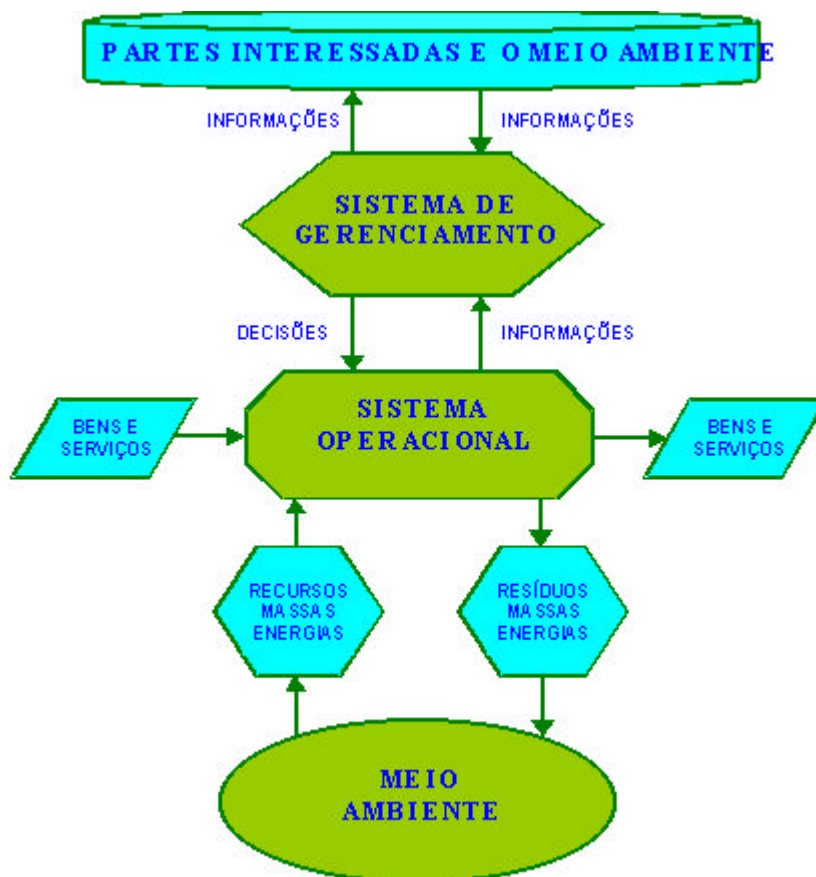 PARTES INTERESSADAS E O MEIO AMBIENTE
INFORMAÇÕES
INFORMAÇÕES
SISTEMA DE
GERENCIAMENTO
DECISÕES
INFORMAÇÕES
BENS E
SERVIÇOS
SISTEMA
OPERACIONAL
BENS E
SERVIÇOS
RECURSOS
MASSAS
ENERGIAS
RESÍDUOS
MASSAS
ENERGIAS
MEIO
AMBIENTE